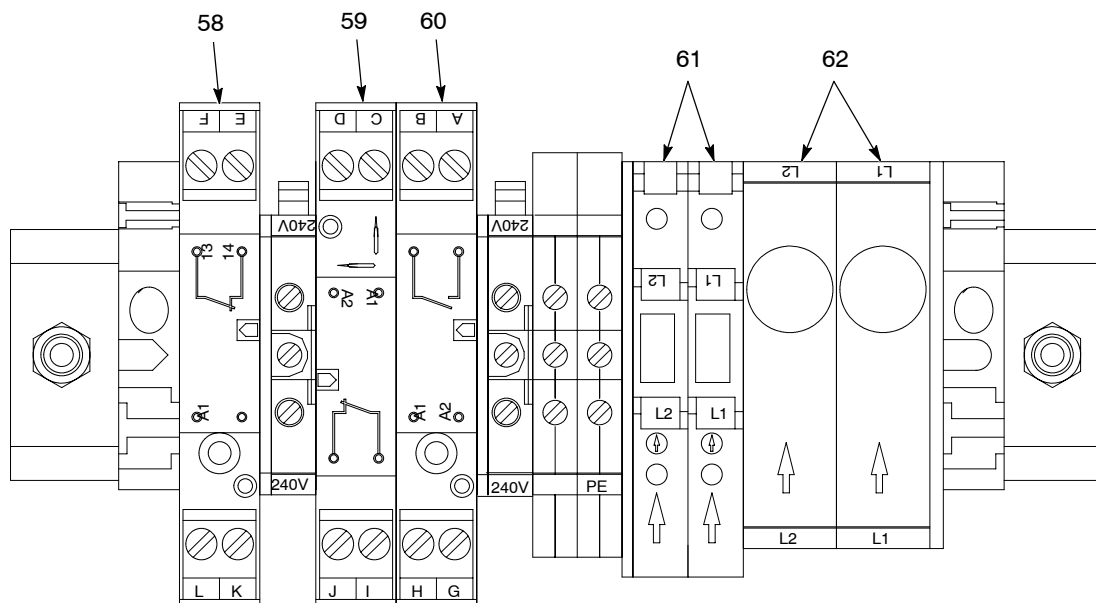 58 59 60 61 62
F E D C B A L2 L1
240V 240V
13 14
A2 A1
L2 L1
A1 A1 A2
L2 L1
240V 240V PE
L2 L1
L K J I H G